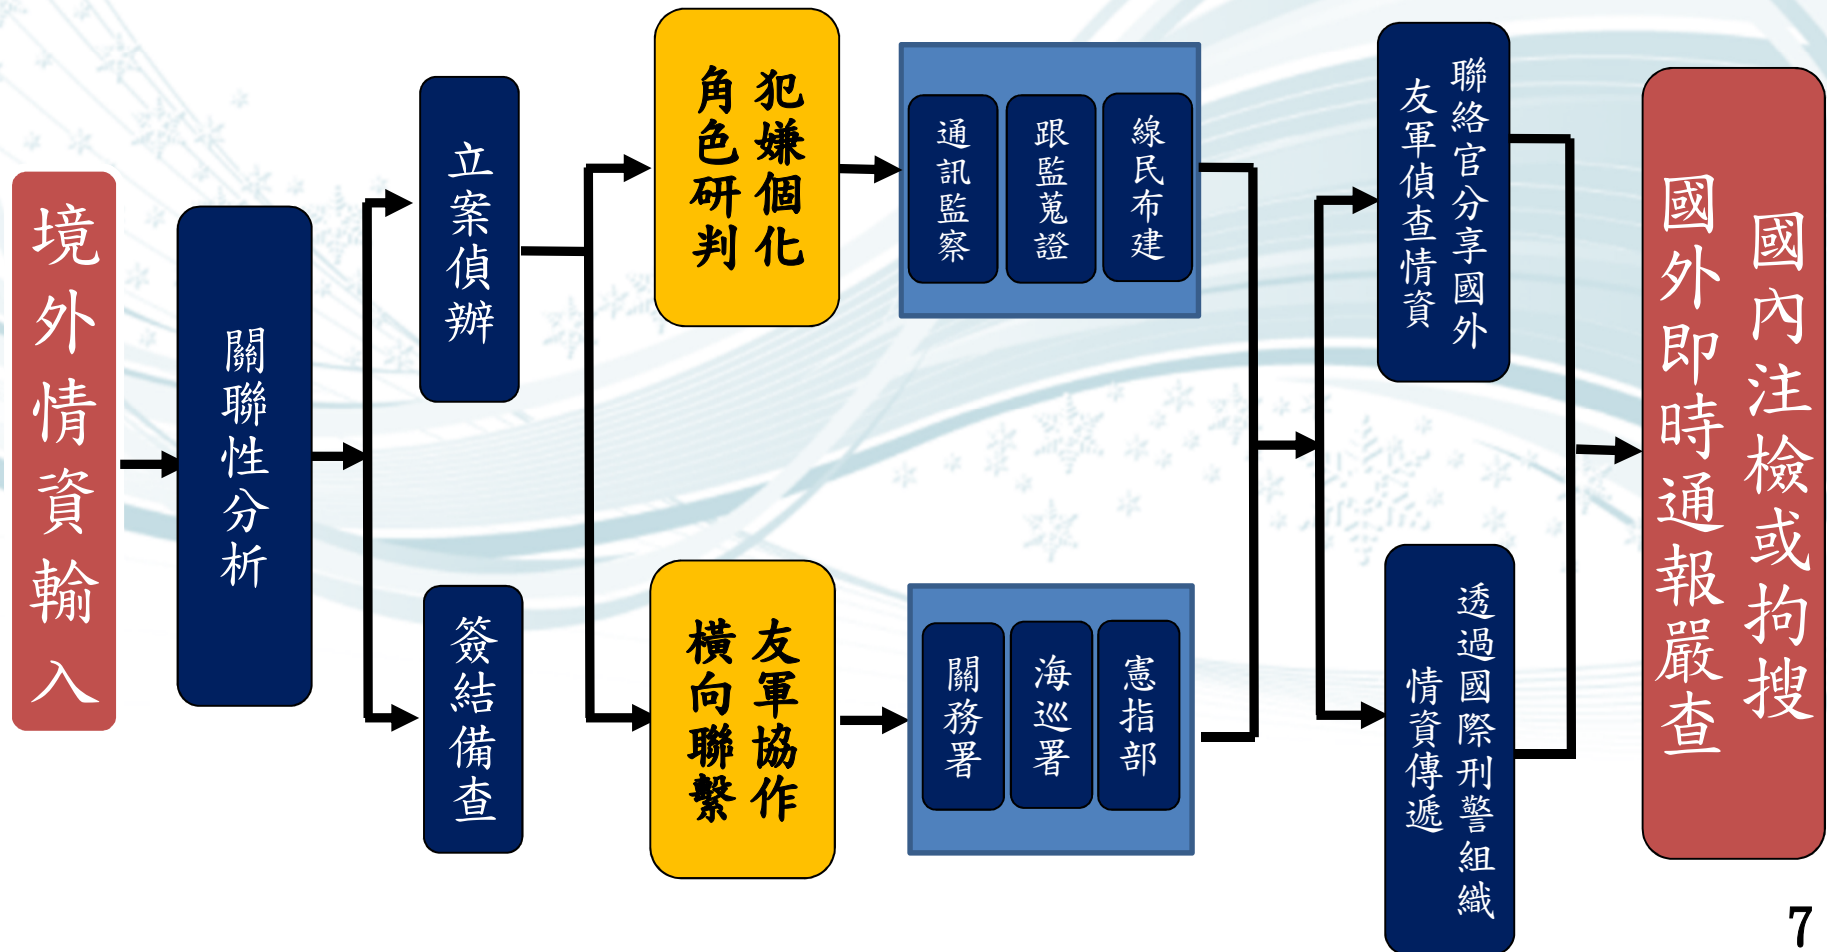 境外情資輸入
關聯性分析
立案偵辦
簽結備查
犯嫌個化
角色研判
友軍協作
橫向聯繫
通訊監察
跟監蒐證
線民布建
關務署
海巡署
憲指部
聯絡官分享國外
友軍偵查情資
透過國際刑警組織
情資傳遞
國內注檢或拘搜
國外即時通報嚴查
7